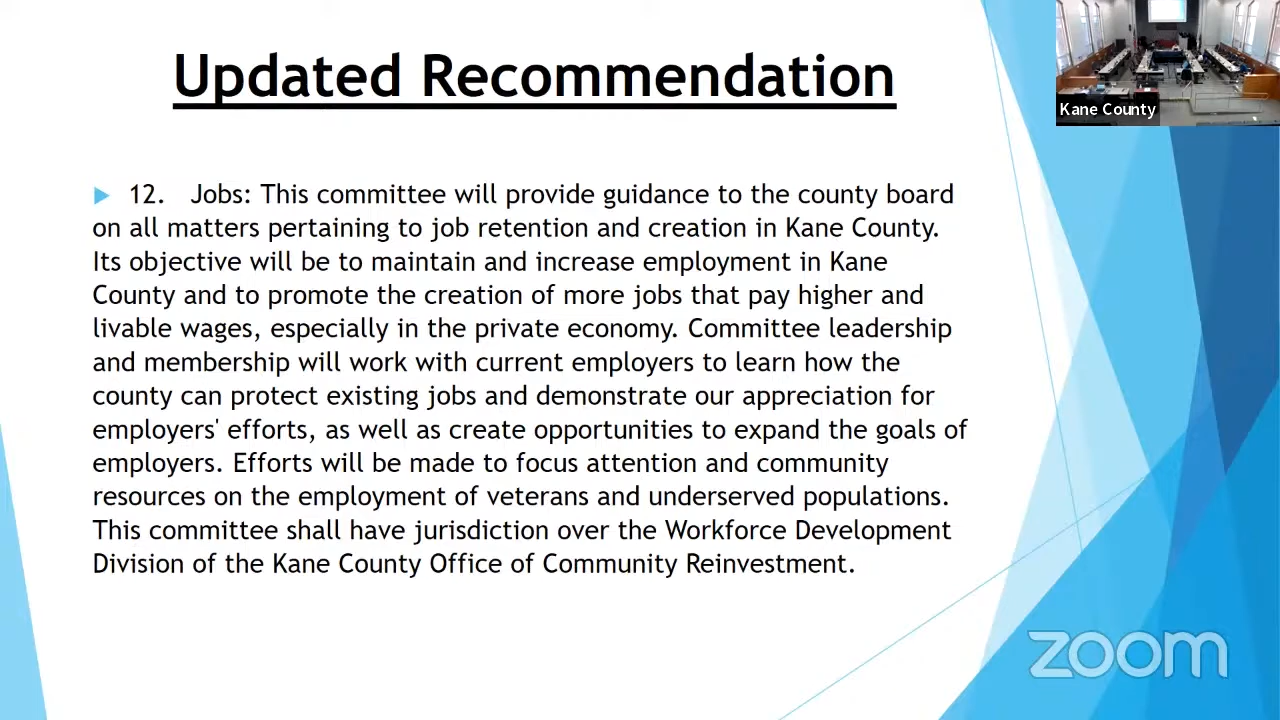 Updated Recommendation
Kane County
12. Jobs: This committee will provide guidance to the county board
on all matters pertaining to job retention and creation in Kane County.
Its objective will be to maintain and increase employment in Kane
County and to promote the creation of more jobs that pay higher and
livable wages, especially in the private economy. Committee leadership
and membership will work with current employers to learn how the
county can protect existing jobs and demonstrate our appreciation for
employers' efforts, as well as create opportunities to expand the goals of
employers. Efforts will be made to focus attention and community
resources on the employment of veterans and underserved populations.
This committee shall have jurisdiction over the Workforce Development
Division of the Kane County Office of Community Reinvestment.
zoom